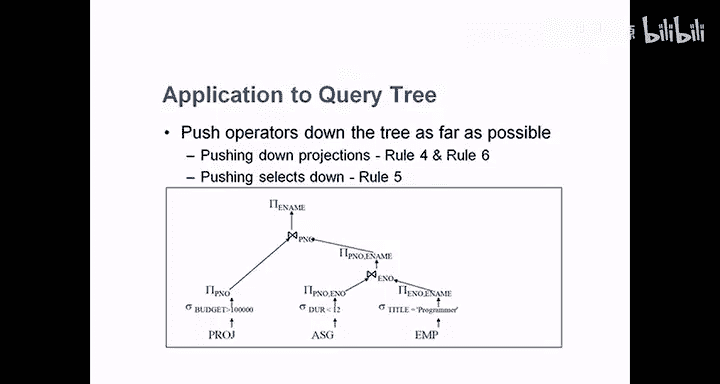 bilibili
Application to Query Tree
• Push operators down the tree as far as possible
– Pushing down projections - Rule 4 & Rule 6
– Pushing selects down - Rule 5
Π ENAME
⋈ PNO
Π PNO,ENAME
⋈ ENO
Π PNO Π PNO,ENO Π ENO,ENAME
σ BUDGET>100000 σ DUR < 12 σ TITLE = 'Programmer'
PROJ ASG EMP